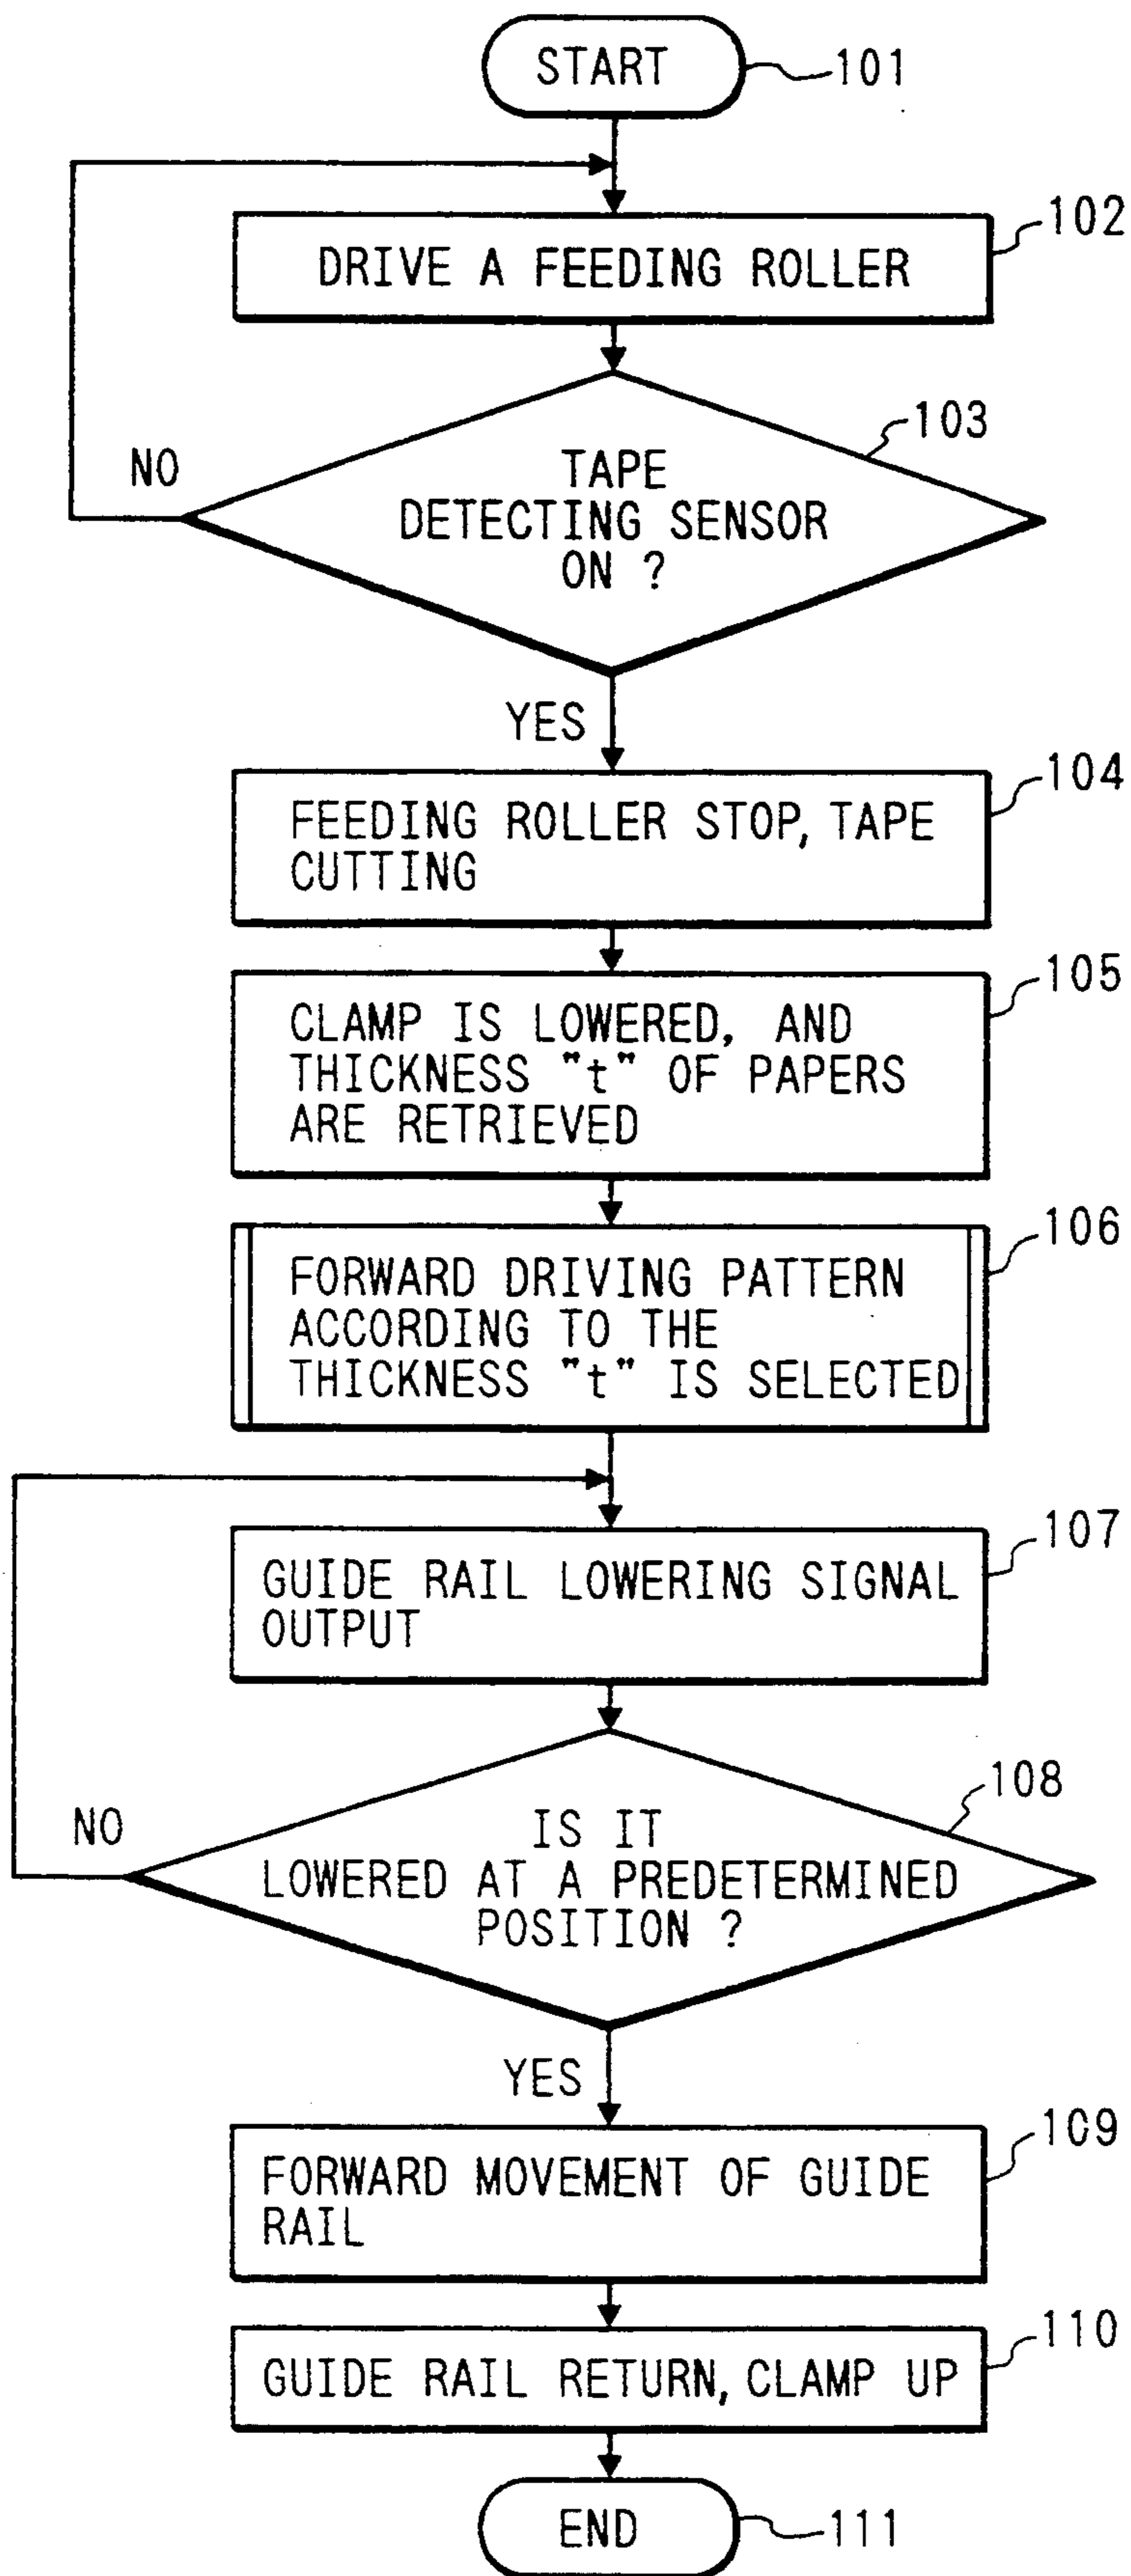 START
101
102
DRIVE A FEEDING ROLLER
103
NO
TAPE
DETECTING SENSOR
ON ?
YES
104
FEEDING ROLLER STOP, TAPE
CUTTING
105
CLAMP IS LOWERED, AND
THICKNESS "t" OF PAPERS
ARE RETRIEVED
106
FORWARD DRIVING PATTERN
ACCORDING TO THE
THICKNESS "t" IS SELECTED
107
GUIDE RAIL LOWERING SIGNAL
OUTPUT
108
NO
IS IT
LOWERED AT A PREDETERMINED
POSITION ?
YES
109
FORWARD MOVEMENT OF GUIDE
RAIL
110
GUIDE RAIL RETURN, CLAMP UP
END
111